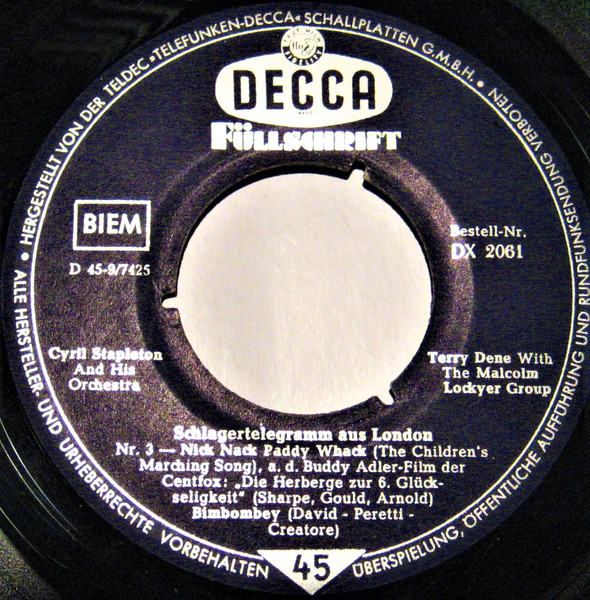 HERGESTELLT VON DER TELDEC »TELEFUNKEN-DECCA« SCHALLPLATTEN G.M.B.H. •
DECCA
FÜLLSCHRIFT
BIEM
D 45-9/7425
Bestell-Nr.
DX 2061
Cyril Stapleton
And His
Orchestra
Terry Dene With
The Malcolm
Lockyer Group
Schlagertelegramm aus London
Nr. 3 — Nick Nack Paddy Whack (The Children's
Marching Song), a. d. Buddy Adler-Film der
Centfox: „Die Herberge zur 6. Glück-
seligkeit“ (Sharpe, Gould, Arnold)
Bimbombey (David - Peretti -
Creatore)
45
• ALLE HERSTELLER- UND URHEBERRECHTE VORBEHALTEN
ÜBERSPIELUNG, ÖFFENTLICHE AUFFÜHRUNG UND RUNDFUNKSENDUNG VERBOTEN